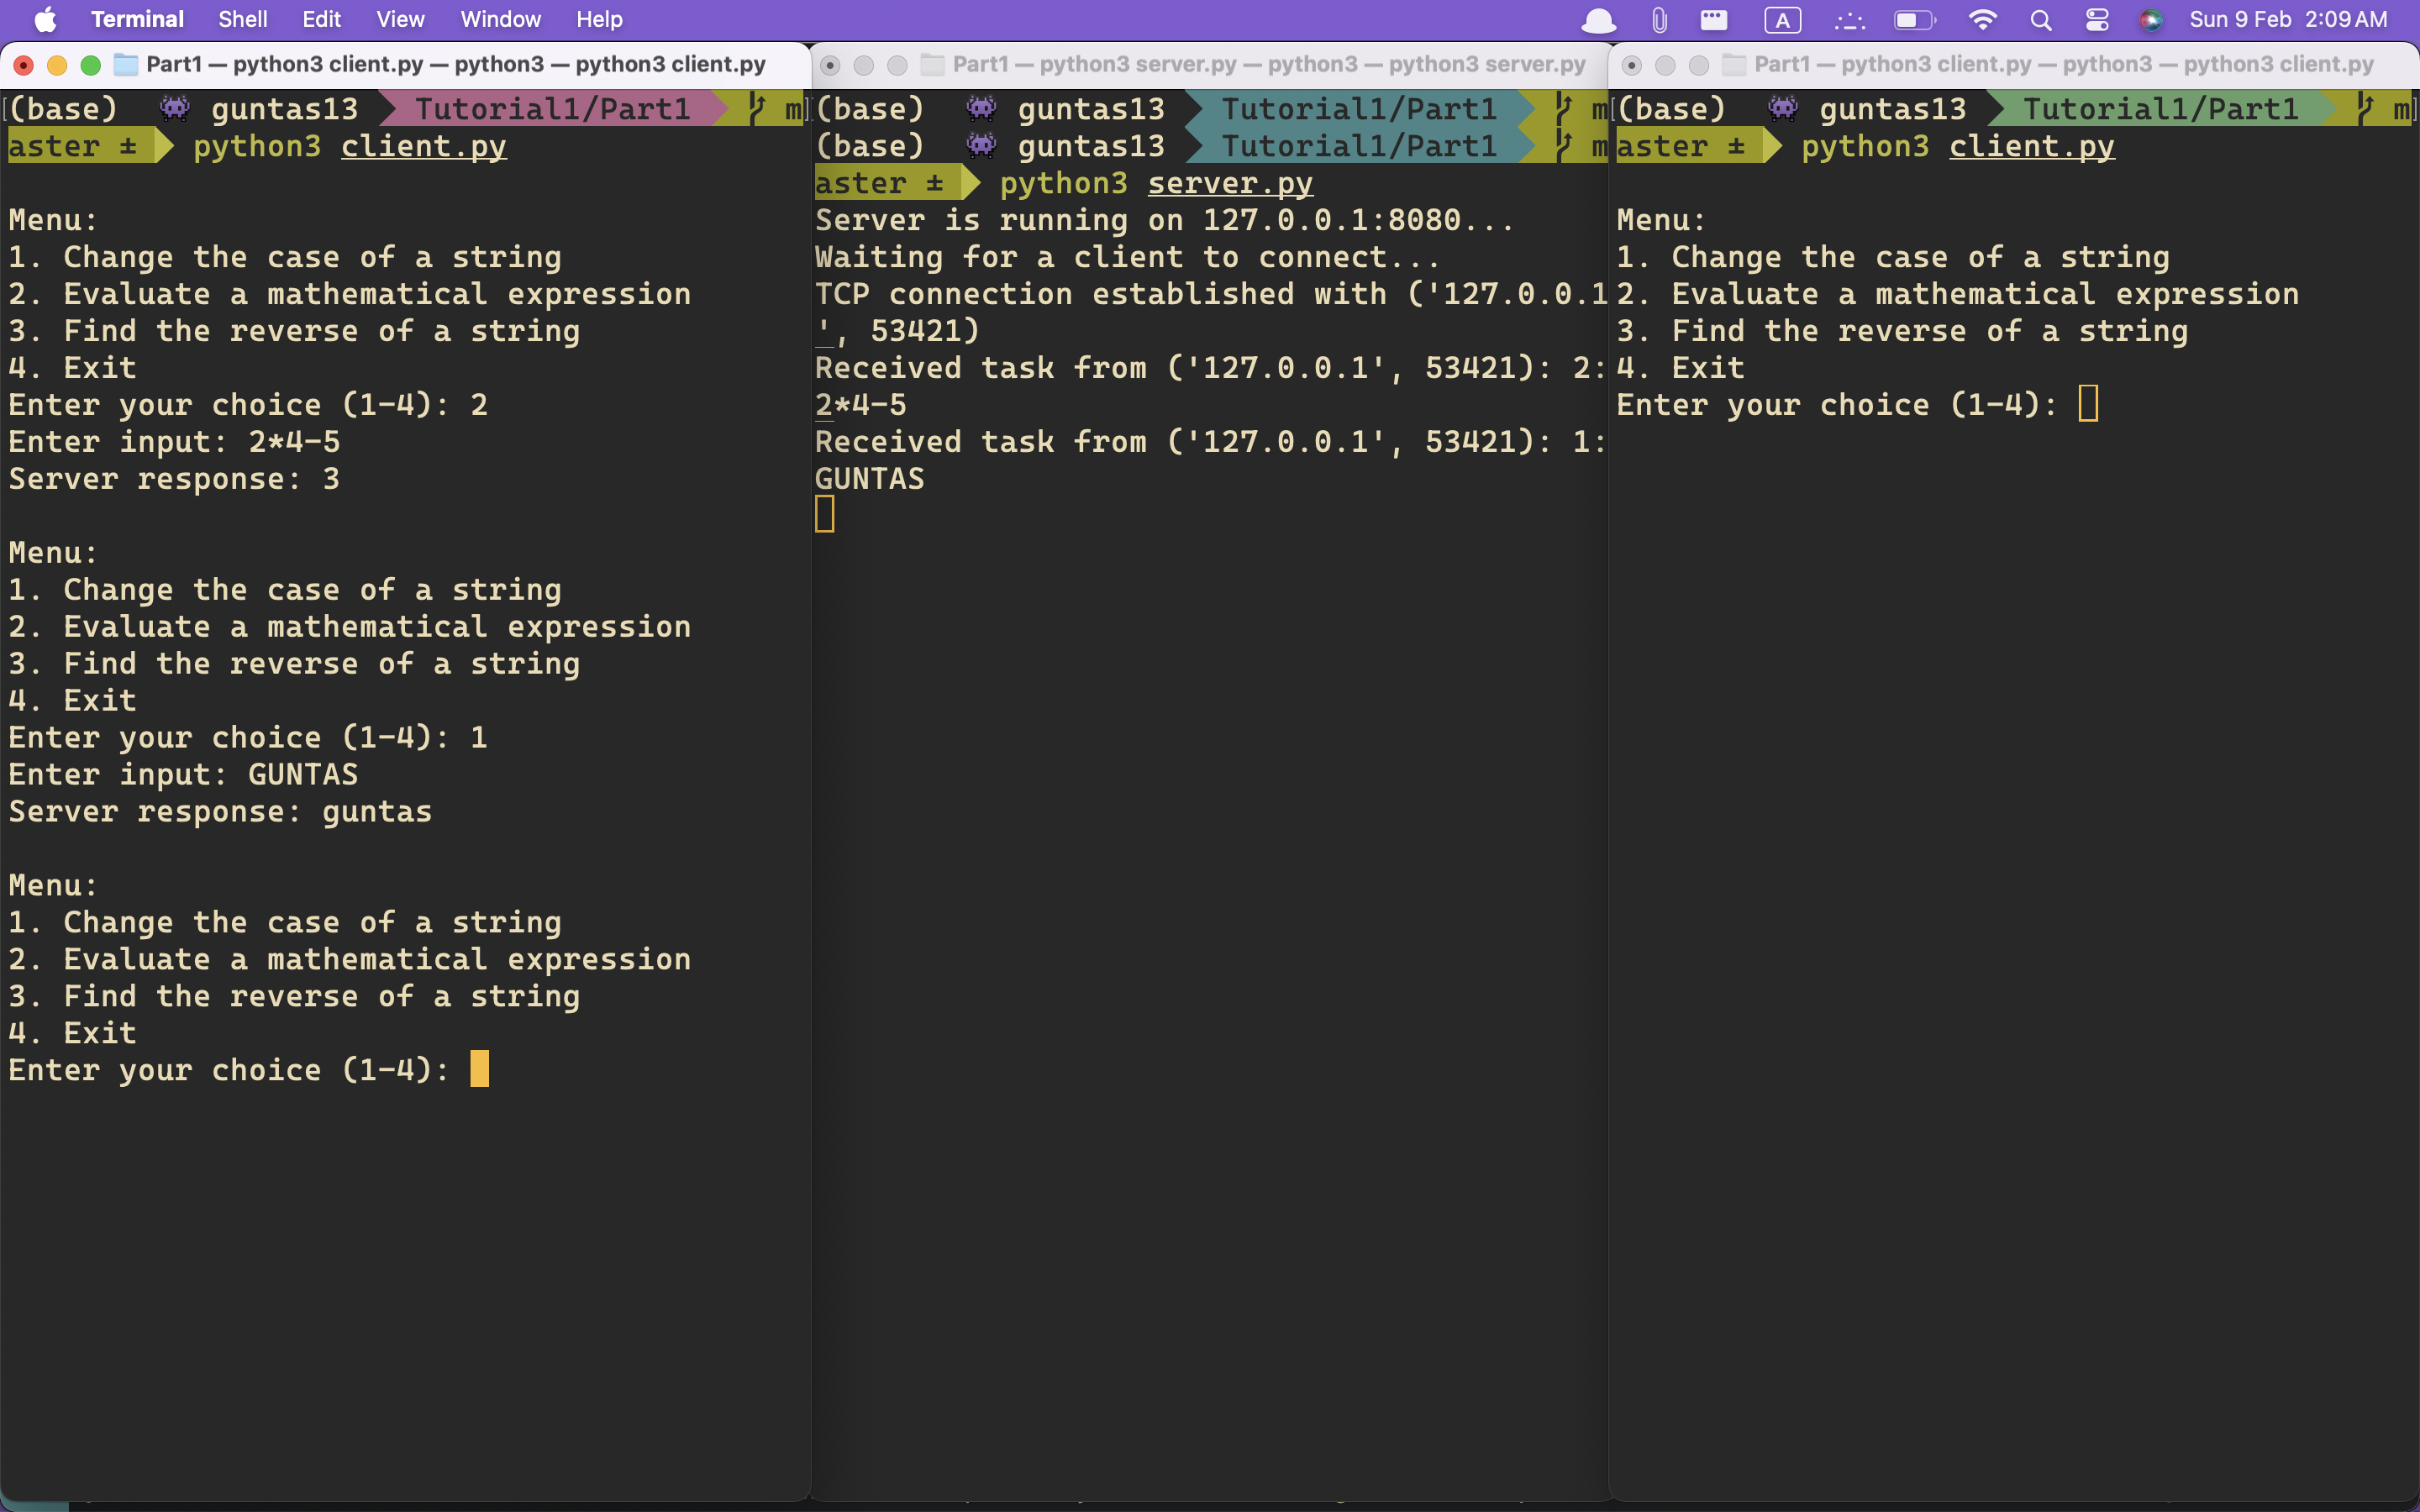 Terminal Shell Edit View Window Help A Sun 9 Feb 2:09 AM
Part1 — python3 client.py — python3 — python3 client.py
(base) guntas13 Tutorial1/Part1 m
aster ± python3 client.py
Menu:
1. Change the case of a string
2. Evaluate a mathematical expression
3. Find the reverse of a string
4. Exit
Enter your choice (1-4): 2
Enter input: 2*4-5
Server response: 3
Menu:
1. Change the case of a string
2. Evaluate a mathematical expression
3. Find the reverse of a string
4. Exit
Enter your choice (1-4): 1
Enter input: GUNTAS
Server response: guntas
Menu:
1. Change the case of a string
2. Evaluate a mathematical expression
3. Find the reverse of a string
4. Exit
Enter your choice (1-4):
Part1 — python3 server.py — python3 — python3 server.py
(base) guntas13 Tutorial1/Part1 m
(base) guntas13 Tutorial1/Part1 m
aster ± python3 server.py
Server is running on 127.0.0.1:8080...
Waiting for a client to connect...
TCP connection established with ('127.0.0.1
', 53421)
Received task from ('127.0.0.1', 53421): 2:
2*4-5
Received task from ('127.0.0.1', 53421): 1:
GUNTAS
Part1 — python3 client.py — python3 — python3 client.py
(base) guntas13 Tutorial1/Part1 m
aster ± python3 client.py
Menu:
1. Change the case of a string
2. Evaluate a mathematical expression
3. Find the reverse of a string
4. Exit
Enter your choice (1-4):